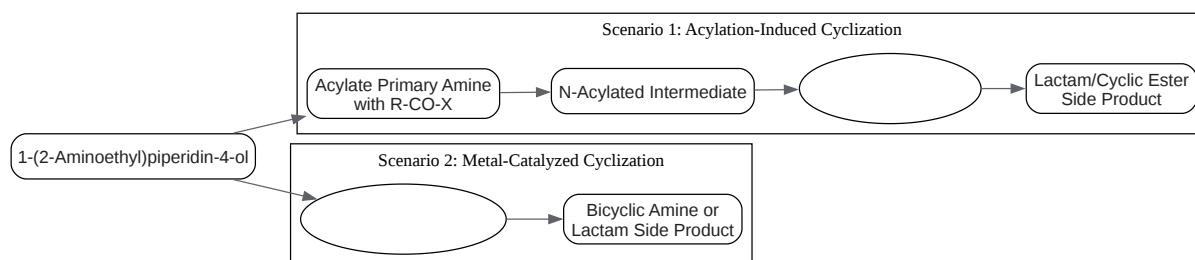 Scenario 1: Acylation-Induced Cyclization
Acylate Primary Amine
with R-CO-X
N-Acylated Intermediate
Lactam/Cyclic Ester
Side Product
1-(2-Aminoethyl)piperidin-4-ol
Scenario 2: Metal-Catalyzed Cyclization
Bicyclic Amine or
Lactam Side Product